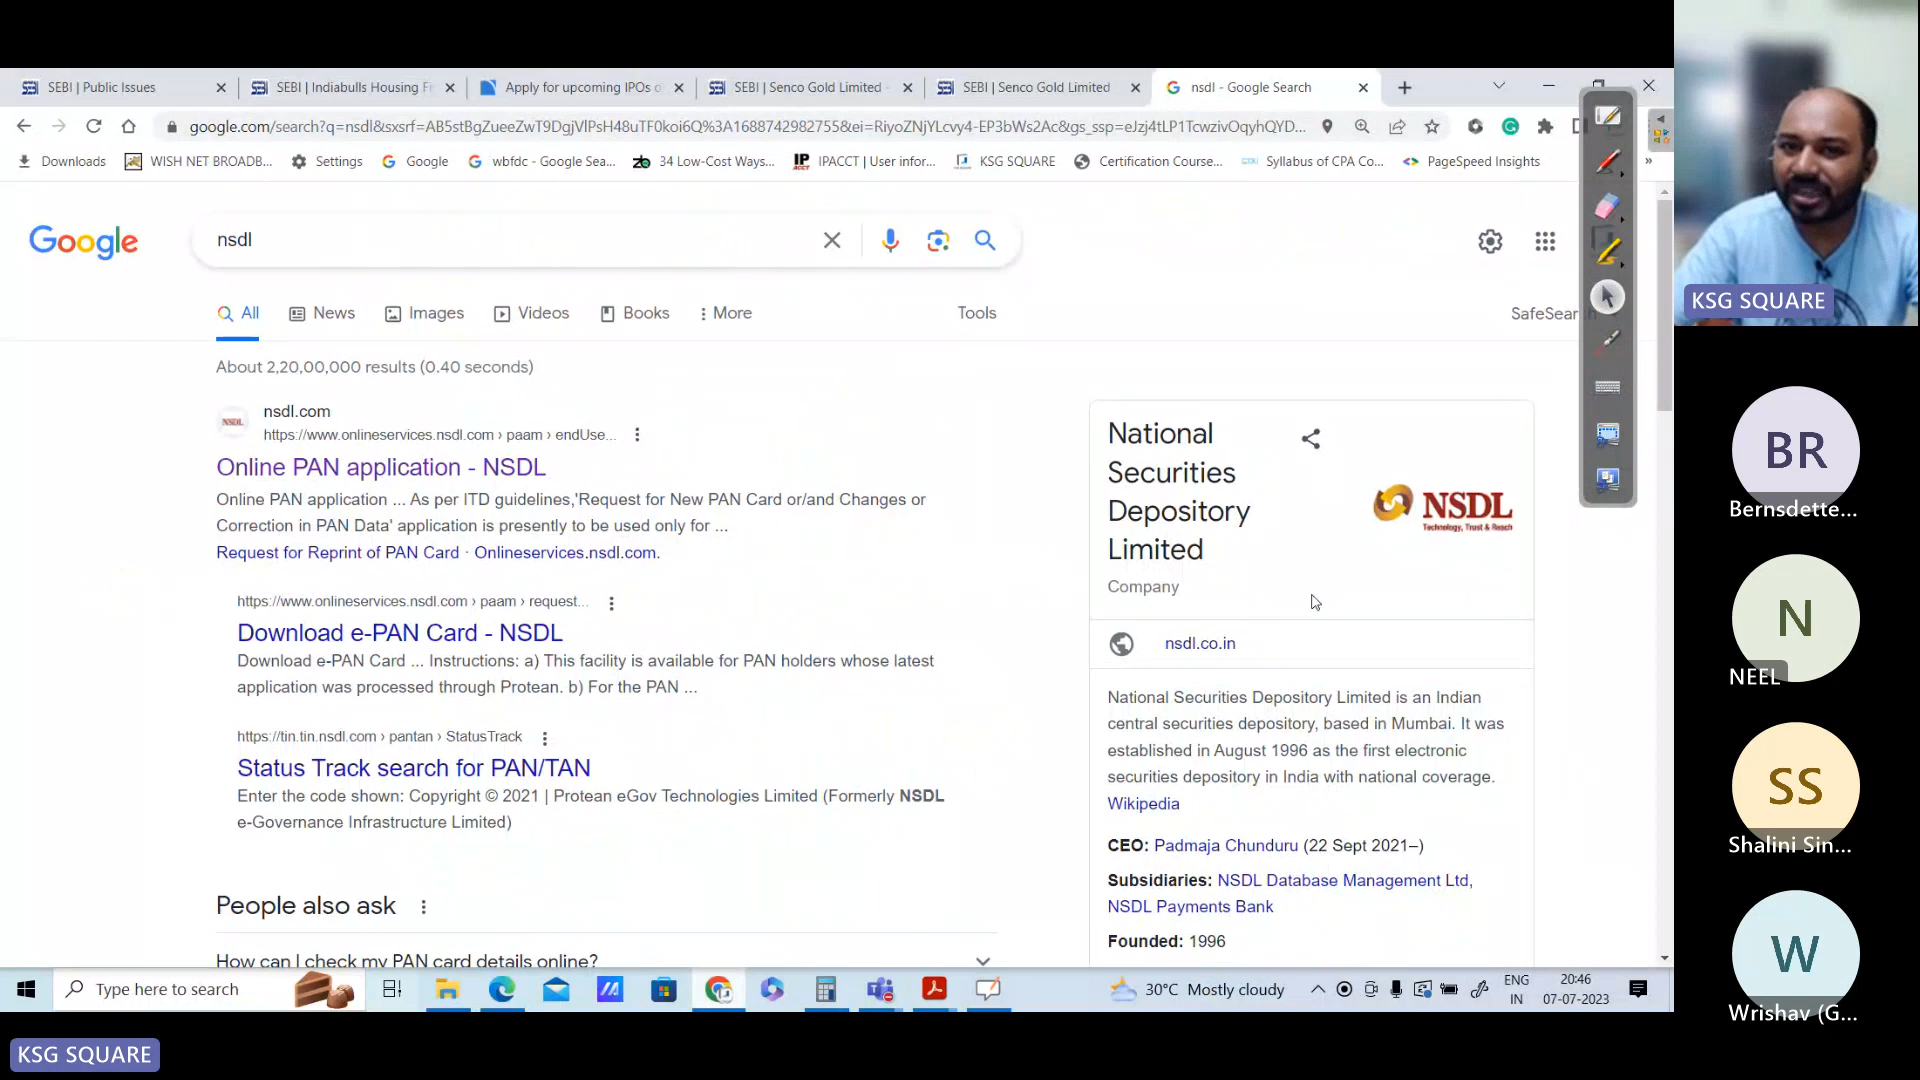 SEBI | Public Issues
SEBI | Indiabulls Housing Fi
Apply for upcoming IPOs o
SEBI | Senco Gold Limited -
SEBI | Senco Gold Limited
nsdl - Google Search
google.com/search?q=nsdl&sxsrf=AB5stBgZueeZwT9DgjVlPsH48uTF0koi6Q%3A1688742982755&ei=RiyoZNjYLcvy4-EP3bWs2Ac&gs_ssp=eJzj4tLP1TcwzivOqyhQYD...
Downloads
WISH NET BROADB...
Settings
Google
wbfdc - Google Sea...
34 Low-Cost Ways...
IPACCT | User infor...
KSG SQUARE
Certification Course...
Syllabus of CPA Co...
PageSpeed Insights
»
Google
nsdl
All
News
Images
Videos
Books
More
Tools
SafeSear
About 2,20,00,000 results (0.40 seconds)
NSDL
nsdl.com
https://www.onlineservices.nsdl.com › paam › endUse...
Online PAN application - NSDL
Online PAN application ... As per ITD guidelines,'Request for New PAN Card or/and Changes or
Correction in PAN Data' application is presently to be used only for ...
Request for Reprint of PAN Card · Onlineservices.nsdl.com.
https://www.onlineservices.nsdl.com › paam › request...
Download e-PAN Card - NSDL
Download e-PAN Card ... Instructions: a) This facility is available for PAN holders whose latest
application was processed through Protean. b) For the PAN ...
https://tin.tin.nsdl.com › pantan › StatusTrack
Status Track search for PAN/TAN
Enter the code shown: Copyright © 2021 | Protean eGov Technologies Limited (Formerly NSDL
e-Governance Infrastructure Limited)
People also ask
How can I check my PAN card details online?
National
Securities
Depository
Limited
Company
NSDL
Technology, Trust & Reach
nsdl.co.in
National Securities Depository Limited is an Indian
central securities depository, based in Mumbai. It was
established in August 1996 as the first electronic
securities depository in India with national coverage.
Wikipedia
CEO: Padmaja Chunduru (22 Sept 2021–)
Subsidiaries: NSDL Database Management Ltd,
NSDL Payments Bank
Founded: 1996
Type here to search
30°C Mostly cloudy
ENG
IN
20:46
07-07-2023
KSG SQUARE
KSG SQUARE
BR
Bernsdette...
N
NEEL
SS
Shalini Sin...
W
Wrishav (G...